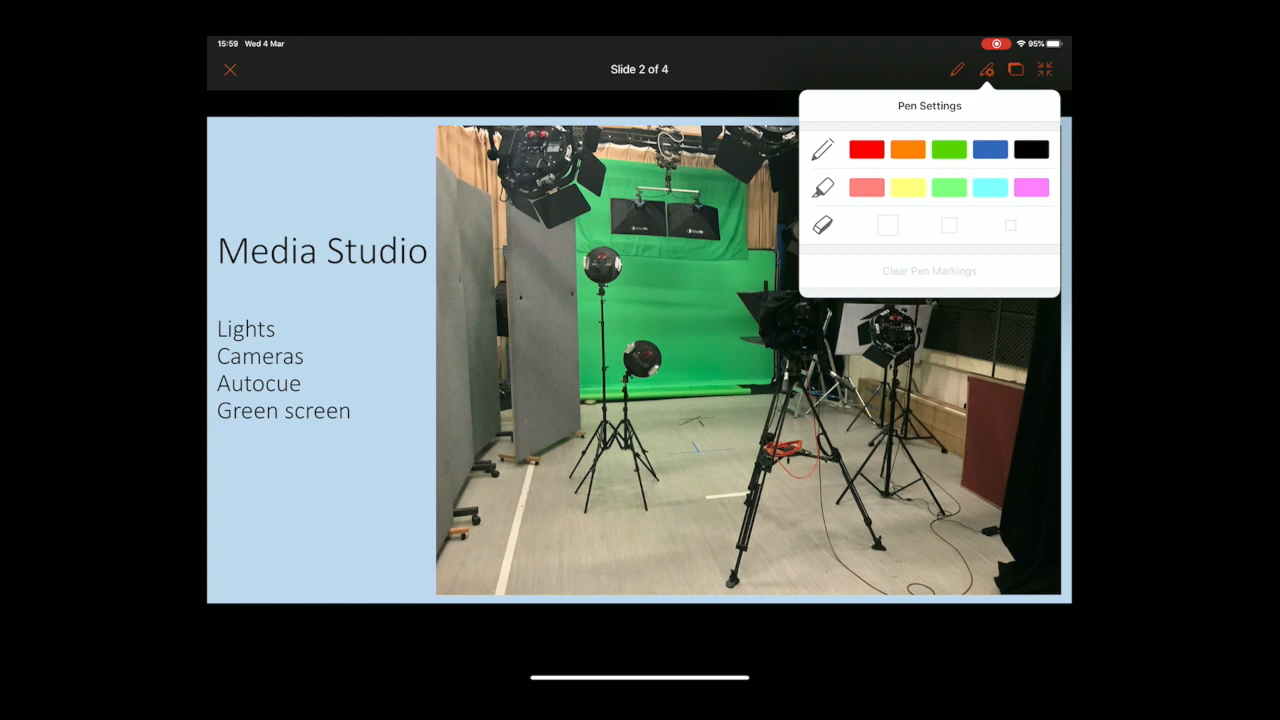 15:59 Wed 4 Mar
95%
Slide 2 of 4
Pen Settings
Clear Pen Markings
Media Studio
Lights
Cameras
Autocue
Green screen